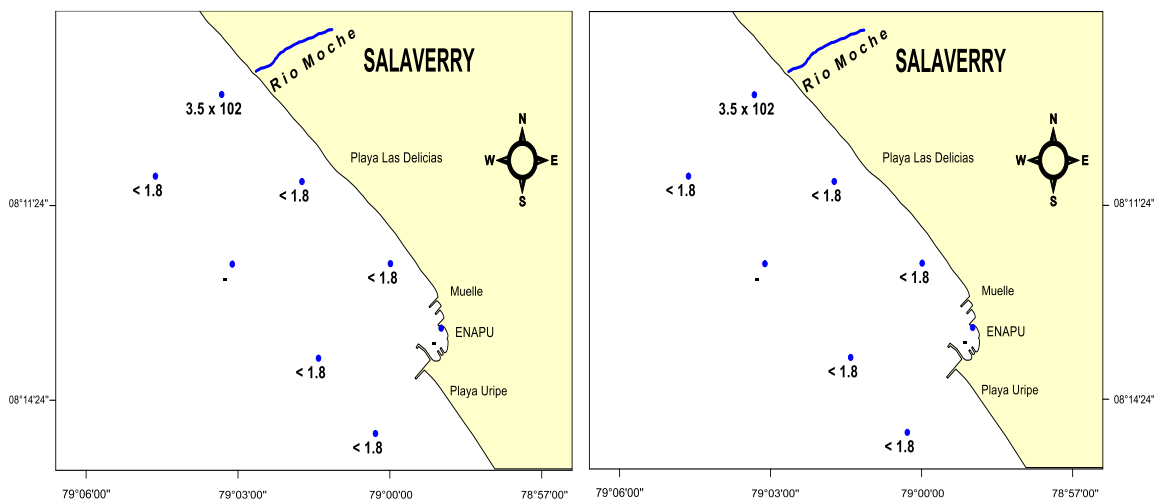 Rio Moche
SALAVERRY
3.5 x 102
N
W E
S
Playa Las Delicias
< 1.8
< 1.8
08°11'24"
-
< 1.8
Muelle
ENAPU
-
< 1.8
Playa Uripe
08°14'24"
< 1.8
79°06'00"
79°03'00"
79°00'00
78°57'00"
Rio Moche
SALAVERRY
3.5 x 102
N
W E
S
Playa Las Delicias
< 1.8
< 1.8
08°11'24"
-
< 1.8
Muelle
ENAPU
-
< 1.8
Playa Uripe
08°14'24"
< 1.8
79°06'00"
79°03'00"
79°00'00
78°57'00"